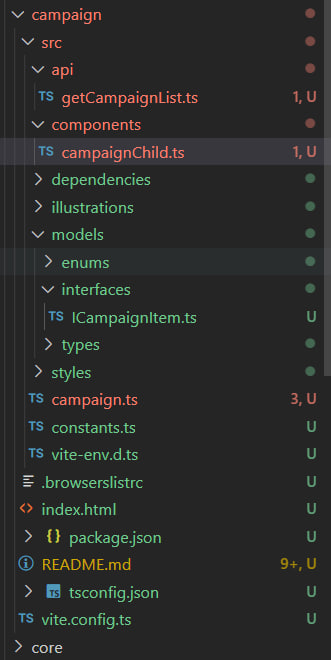 campaign
src
api
TS getCampaignList.ts 1, U
components
TS campaignChild.ts 1, U
dependencies
illustrations
models
enums
interfaces
TS ICampaignItem.ts U
types
styles
TS campaign.ts 3, U
TS constants.ts U
TS vite-env.d.ts U
.browserslistrc U
<> index.html U
{} package.json U
README.md 9+, U
TS tsconfig.json U
TS vite.config.ts U
core